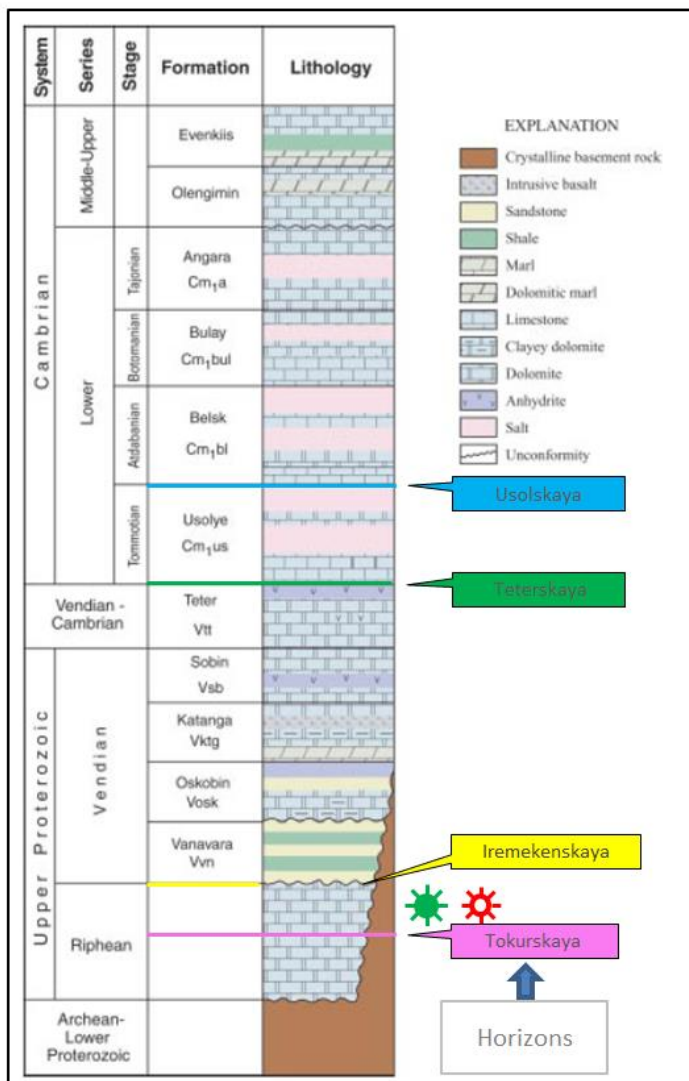 System
Series
Stage
Formation
Lithology
Cambrian
Middle-Upper
Evenkiis
Olengimin
Lower
Tajonian
Angara
Cm₁a
Botomanian
Bulay
Cm₁bul
Atdabanian
Belsk
Cm₁bl
Tommotian
Usolye
Cm₁us
Vendian -
Cambrian
Teter
Vtt
Upper Proterozoic
Vendian
Sobin
Vsb
Katanga
Vktg
Oskobin
Vosk
Vanavara
Vvn
Riphean
Archean-
Lower
Proterozoic
EXPLANATION
Crystalline basement rock
Intrusive basalt
Sandstone
Shale
Marl
Dolomitic marl
Limestone
Clayey dolomite
Dolomite
Anhydrite
Salt
Unconformity
Usolskaya
Teterskaya
Iremekenskaya
Tokurskaya
Horizons